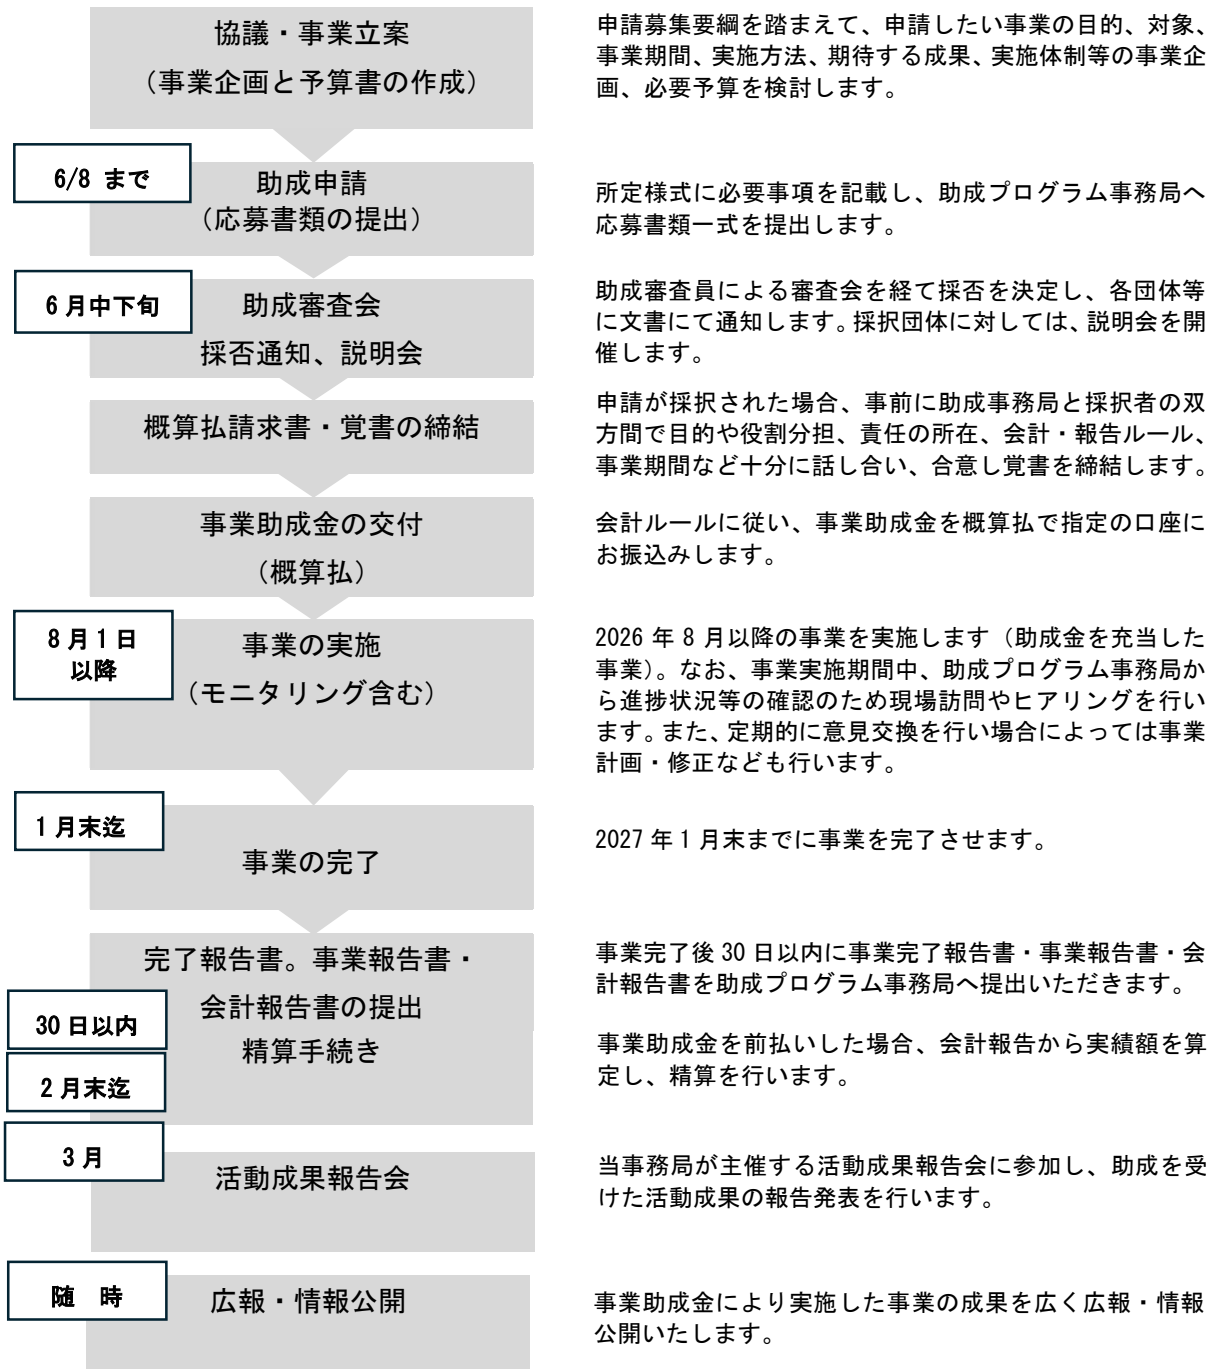 協議・事業立案
（事業企画と予算書の作成）
申請募集要綱を踏まえて、申請したい事業の目的、対象、
事業期間、実施方法、期待する成果、実施体制等の事業企
画、必要予算を検討します。
6/8 まで
助成申請
（応募書類の提出）
所定様式に必要事項を記載し、助成プログラム事務局へ
応募書類一式を提出します。
6月中下旬
助成審査会
採否通知、説明会
助成審査員による審査会を経て採否を決定し、各団体等
に文書にて通知します。採択団体に対しては、説明会を開
催します。
概算払請求書・覚書の締結
申請が採択された場合、事前に助成事務局と採択者の双
方間で目的や役割分担、責任の所在、会計・報告ルール、
事業期間など十分に話し合い、合意し覚書を締結します。
事業助成金の交付
（概算払）
会計ルールに従い、事業助成金を概算払で指定の口座に
お振込みします。
8月1日
以降
事業の実施
（モニタリング含む）
2026 年 8 月以降の事業を実施します（助成金を充当した
事業）。なお、事業実施期間中、助成プログラム事務局か
ら進捗状況等の確認のため現場訪問やヒアリングを行い
ます。また、定期的に意見交換を行い場合によっては事業
計画・修正なども行います。
1月末迄
事業の完了
2027 年 1 月末までに事業を完了させます。
完了報告書。事業報告書・
会計報告書の提出
精算手続き
30 日以内
2月末迄
事業完了後 30 日以内に事業完了報告書・事業報告書・会
計報告書を助成プログラム事務局へ提出いただきます。
事業助成金を前払いした場合、会計報告から実績額を算
定し、精算を行います。
3月
活動成果報告会
当事務局が主催する活動成果報告会に参加し、助成を受
けた活動成果の報告発表を行います。
随　時
広報・情報公開
事業助成金により実施した事業の成果を広く広報・情報
公開いたします。